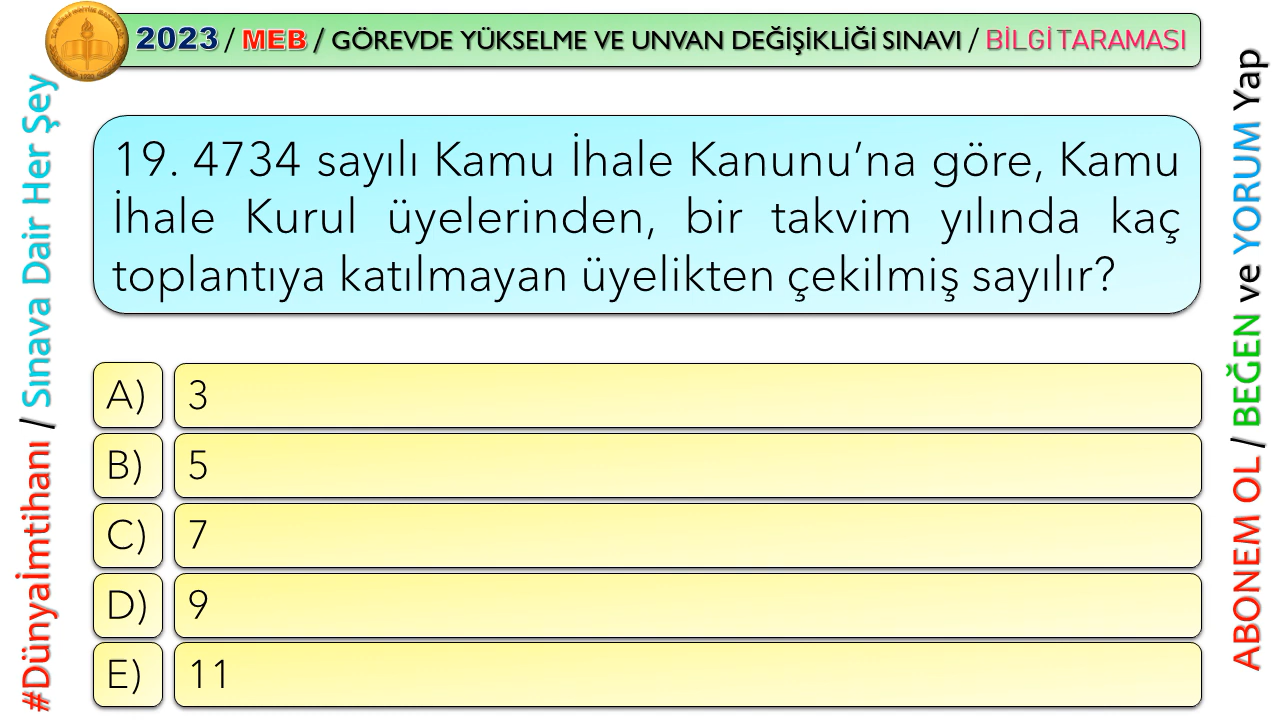 2023 / MEB / GÖREVDE YÜKSELME VE UNVAN DEĞİŞİKLİĞİ SINAVI / BİLGİ TARAMASI
19. 4734 sayılı Kamu İhale Kanunu’na göre, Kamu
İhale Kurul üyelerinden, bir takvim yılında kaç
toplantıya katılmayan üyelikten çekilmiş sayılır?
A) 3
B) 5
C) 7
D) 9
E) 11
#Dünyaİmtihanı / Sınava Dair Her Şey
ABONEM OL / BEĞEN ve YORUM Yap